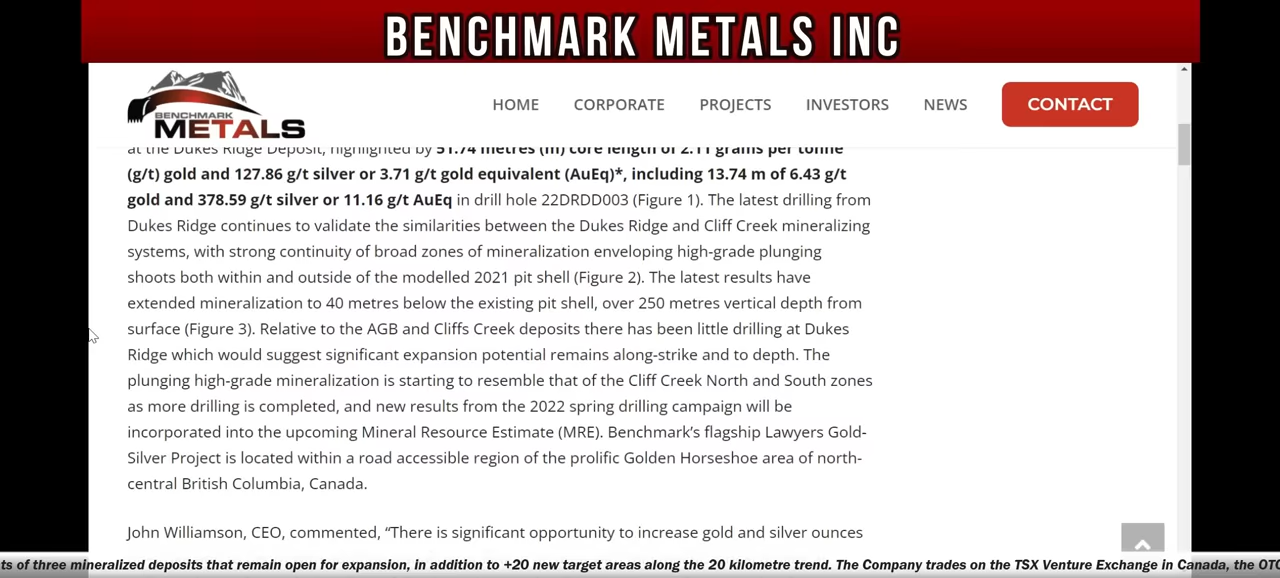 BENCHMARK METALS INC
BENCHMARK
METALS
HOME CORPORATE PROJECTS INVESTORS NEWS CONTACT
at the Dukes Ridge Deposit, highlighted by 51.74 metres (m) core length of 2.11 grams per tonne
(g/t) gold and 127.86 g/t silver or 3.71 g/t gold equivalent (AuEq)*, including 13.74 m of 6.43 g/t
gold and 378.59 g/t silver or 11.16 g/t AuEq in drill hole 22DRDD003 (Figure 1). The latest drilling from
Dukes Ridge continues to validate the similarities between the Dukes Ridge and Cliff Creek mineralizing
systems, with strong continuity of broad zones of mineralization enveloping high-grade plunging
shoots both within and outside of the modelled 2021 pit shell (Figure 2). The latest results have
extended mineralization to 40 metres below the existing pit shell, over 250 metres vertical depth from
surface (Figure 3). Relative to the AGB and Cliffs Creek deposits there has been little drilling at Dukes
Ridge which would suggest significant expansion potential remains along-strike and to depth. The
plunging high-grade mineralization is starting to resemble that of the Cliff Creek North and South zones
as more drilling is completed, and new results from the 2022 spring drilling campaign will be
incorporated into the upcoming Mineral Resource Estimate (MRE). Benchmark’s flagship Lawyers Gold-
Silver Project is located within a road accessible region of the prolific Golden Horseshoe area of north-
central British Columbia, Canada.
John Williamson, CEO, commented, “There is significant opportunity to increase gold and silver ounces
ts of three mineralized deposits that remain open for expansion, in addition to +20 new target areas along the 20 kilometre trend. The Company trades on the TSX Venture Exchange in Canada, the OTC